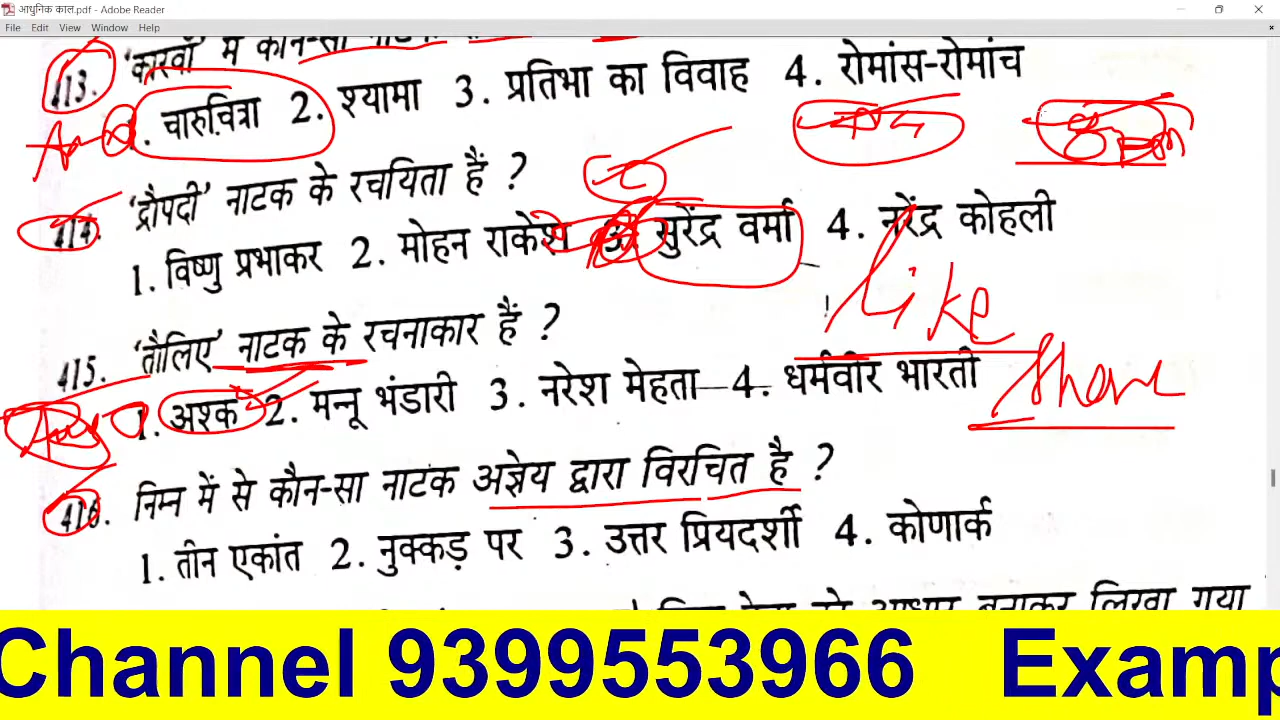 आधुनिक काल.pdf - Adobe Reader
File Edit View Window Help
413. 'कारवाँ' में कौन-सा
1. चारुचित्रा 2. श्यामा 3. प्रतिभा का विवाह 4. रोमांस-रोमांच
414. 'द्रौपदी' नाटक के रचयिता हैं ?
1. विष्णु प्रभाकर 2. मोहन राकेश 3. सुरेंद्र वर्मा 4. नरेंद्र कोहली
like
415. 'तौलिए' नाटक के रचनाकार हैं ?
1. अश्क 2. मन्नू भंडारी 3. नरेश मेहता 4. धर्मवीर भारती
share
416. निम्न में से कौन-सा नाटक अज्ञेय द्वारा विरचित है ?
1. तीन एकांत 2. नुक्कड़ पर 3. उत्तर प्रियदर्शी 4. कोणार्क
Channel 9399553966 Examp